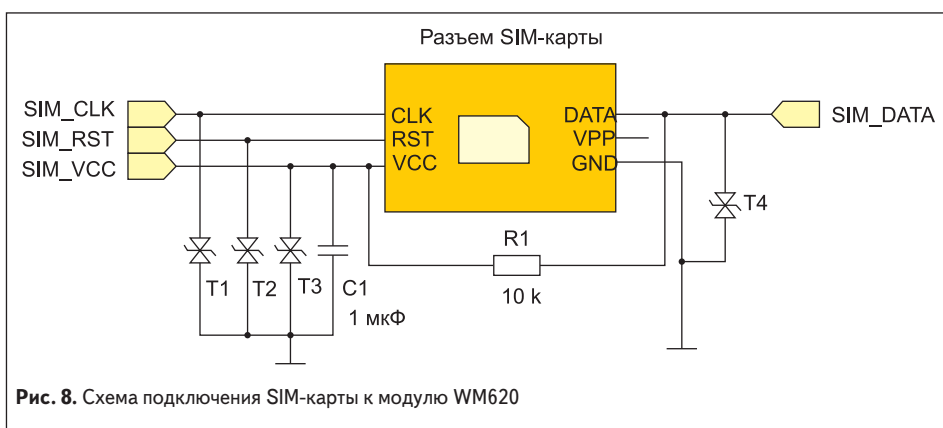 Разъем SIM-карты
SIM_CLK
SIM_RST
SIM_VCC
CLK
RST
VCC
DATA
VPP
GND
SIM_DATA
T1
T2
T3
C1
1 мкФ
R1
10 k
T4
Рис. 8. Схема подключения SIM-карты к модулю WM620